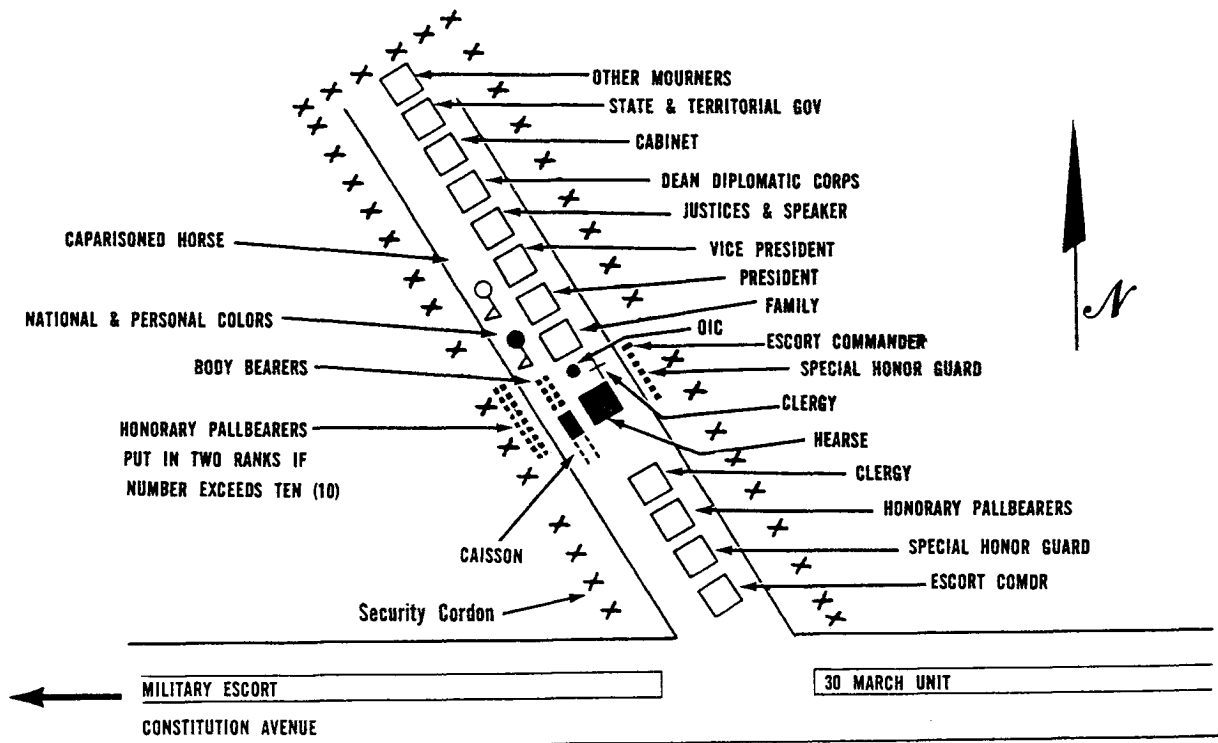 OTHER MOURNERS
STATE & TERRITORIAL GOV
CABINET
DEAN DIPLOMATIC CORPS
JUSTICES & SPEAKER
CAPARISONED HORSE
VICE PRESIDENT
PRESIDENT
FAMILY
NATIONAL & PERSONAL COLORS
OIC
ESCORT COMMANDER
BODY BEARERS
SPECIAL HONOR GUARD
CLERGY
HONORARY PALLBEARERS
PUT IN TWO RANKS IF
NUMBER EXCEEDS TEN (10)
HEARSE
CLERGY
HONORARY PALLBEARERS
CAISSON
SPECIAL HONOR GUARD
ESCORT COMDR
Security Cordon
N
MILITARY ESCORT
30 MARCH UNIT
CONSTITUTION AVENUE